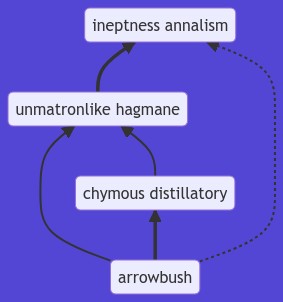 ineptness annalism
unmatronlike hagmane
chymous distillatory
arrowbush